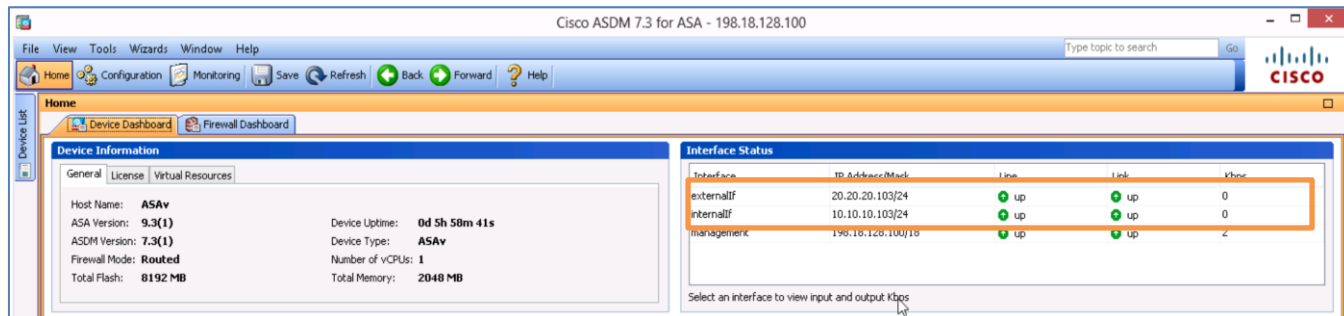 Cisco ASDM 7.3 for ASA - 198.18.128.100
File View Tools Wizards Window Help
Type topic to search Go
Home Configuration Monitoring Save Refresh Back Forward Help
CISCO
Device List
Home
Device Dashboard Firewall Dashboard
Device Information
General License Virtual Resources
Host Name: ASAv
ASA Version: 9.3(1) Device Uptime: 0d 5h 58m 41s
ASDM Version: 7.3(1) Device Type: ASAv
Firewall Mode: Routed Number of vCPUs: 1
Total Flash: 8192 MB Total Memory: 2048 MB
Interface Status
Interface IP Address/Mask Line Link Kbps
externalIf 20.20.20.103/24 up up 0
internalIf 10.10.10.103/24 up up 0
management 198.18.128.100/18 up up 2
Select an interface to view input and output Kbps